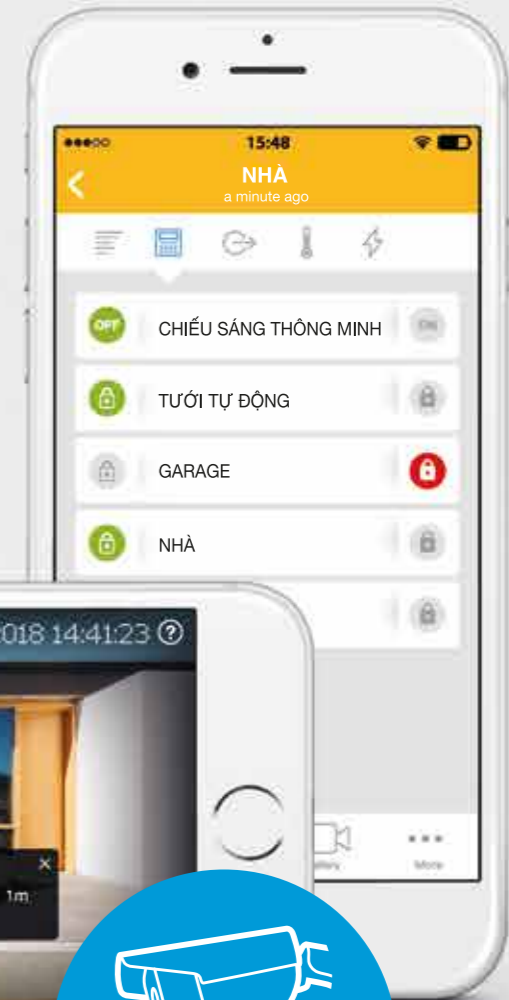 15:48
NHÀ
a minute ago
OFF
CHIẾU SÁNG THÔNG MINH
ON
TƯỚI TỰ ĐỘNG
GARAGE
NHÀ
018 14:41:23 ?
×
1m
More